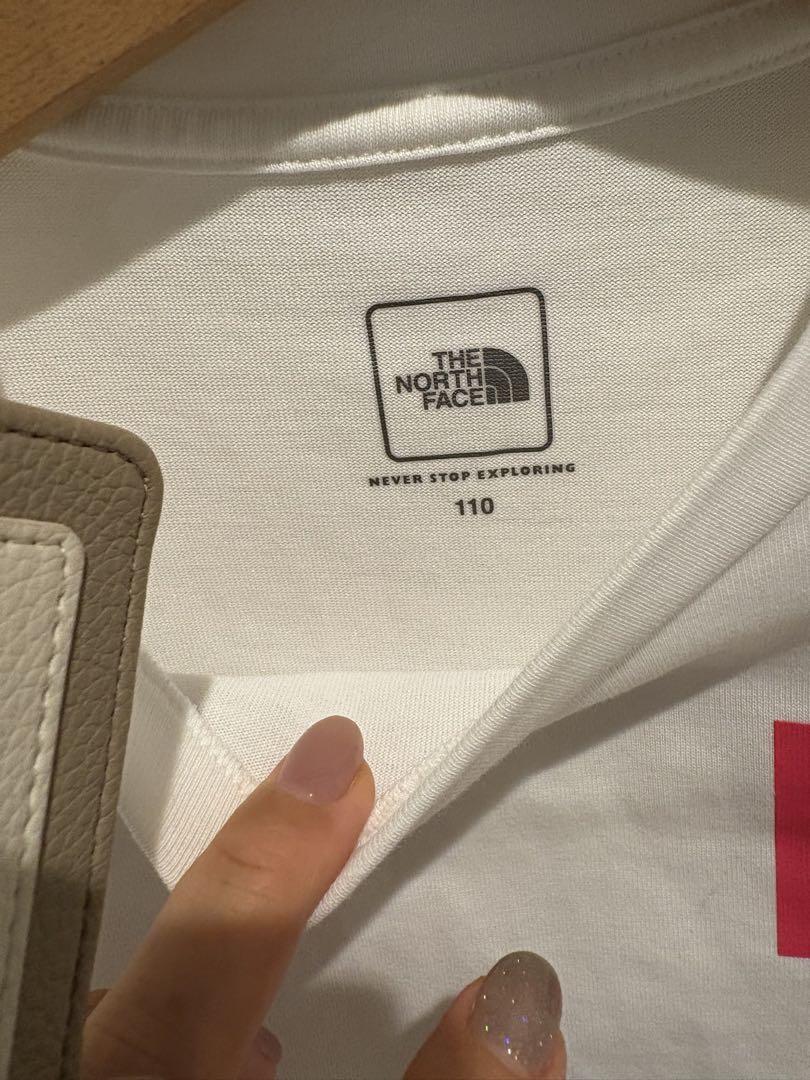 THE
NORTH
FACE
NEVER STOP EXPLORING
110